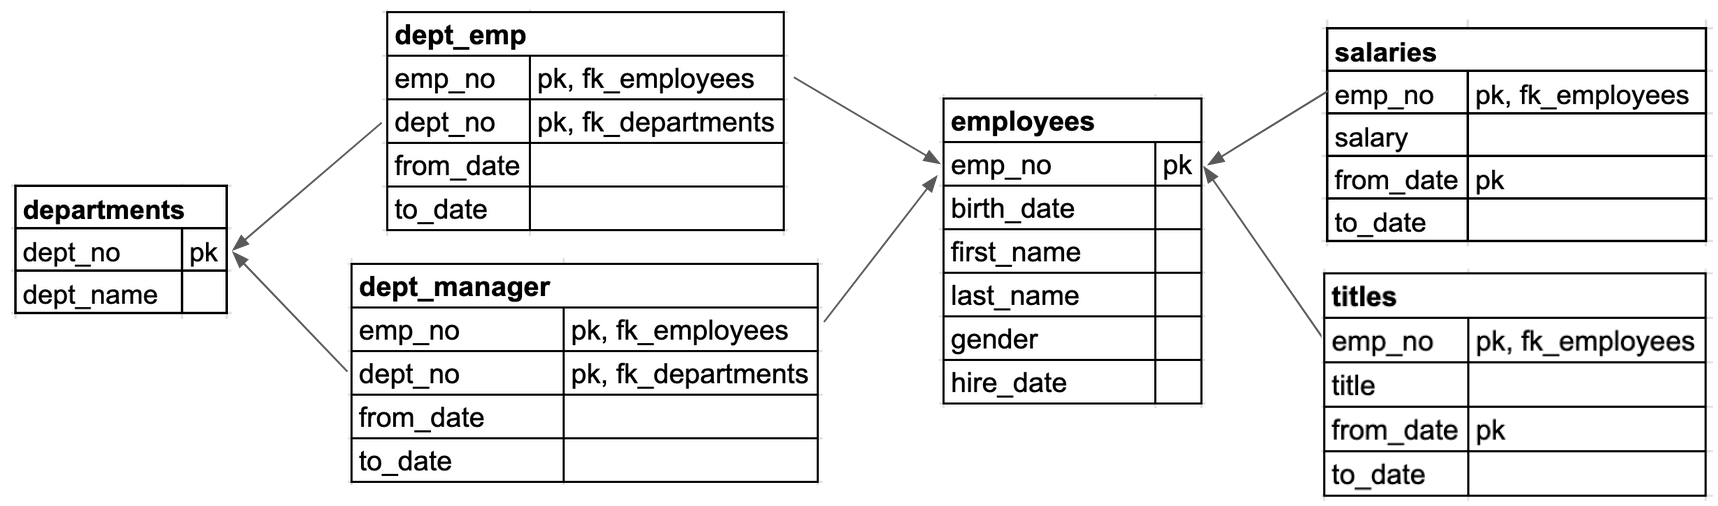 departments
dept_no pk
dept_name
dept_emp
emp_no pk, fk_employees
dept_no pk, fk_departments
from_date
to_date
dept_manager
emp_no pk, fk_employees
dept_no pk, fk_departments
from_date
to_date
employees
emp_no pk
birth_date
first_name
last_name
gender
hire_date
salaries
emp_no pk, fk_employees
salary
from_date pk
to_date
titles
emp_no pk, fk_employees
title
from_date pk
to_date